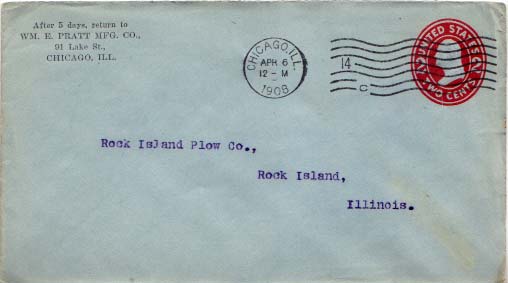 After 5 days, return to
WM. E. PRATT MFG. CO.,
91 Lake St.,
CHICAGO, ILL.
CHICAGO, ILL.
APR 6
12-M
1908
14
C
UNITED STATES
TWO CENTS
Rock Island Plow Co.,
Rock Island,
Illinois.